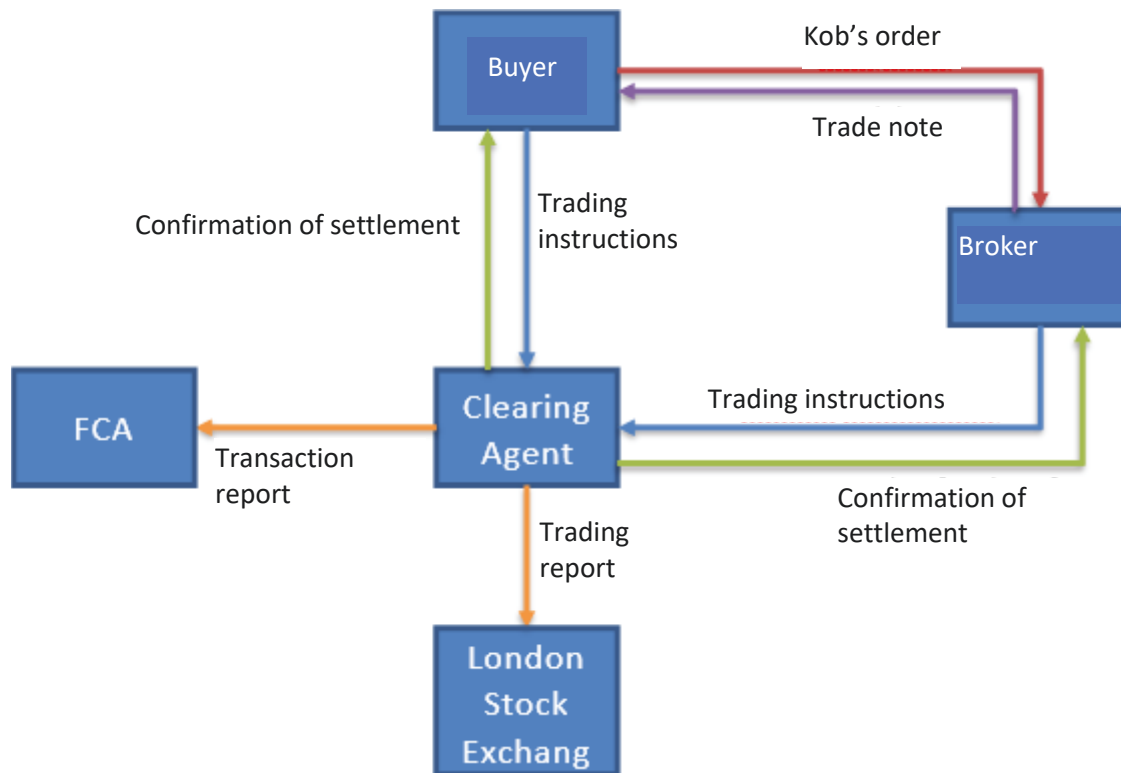 Kob's order
Buyer
Trade note
Confirmation of settlement
Trading
instructions
Broker
FCA
Clearing
Agent
Trading instructions
Transaction
report
Confirmation of
settlement
Trading
report
London
Stock
Exchang